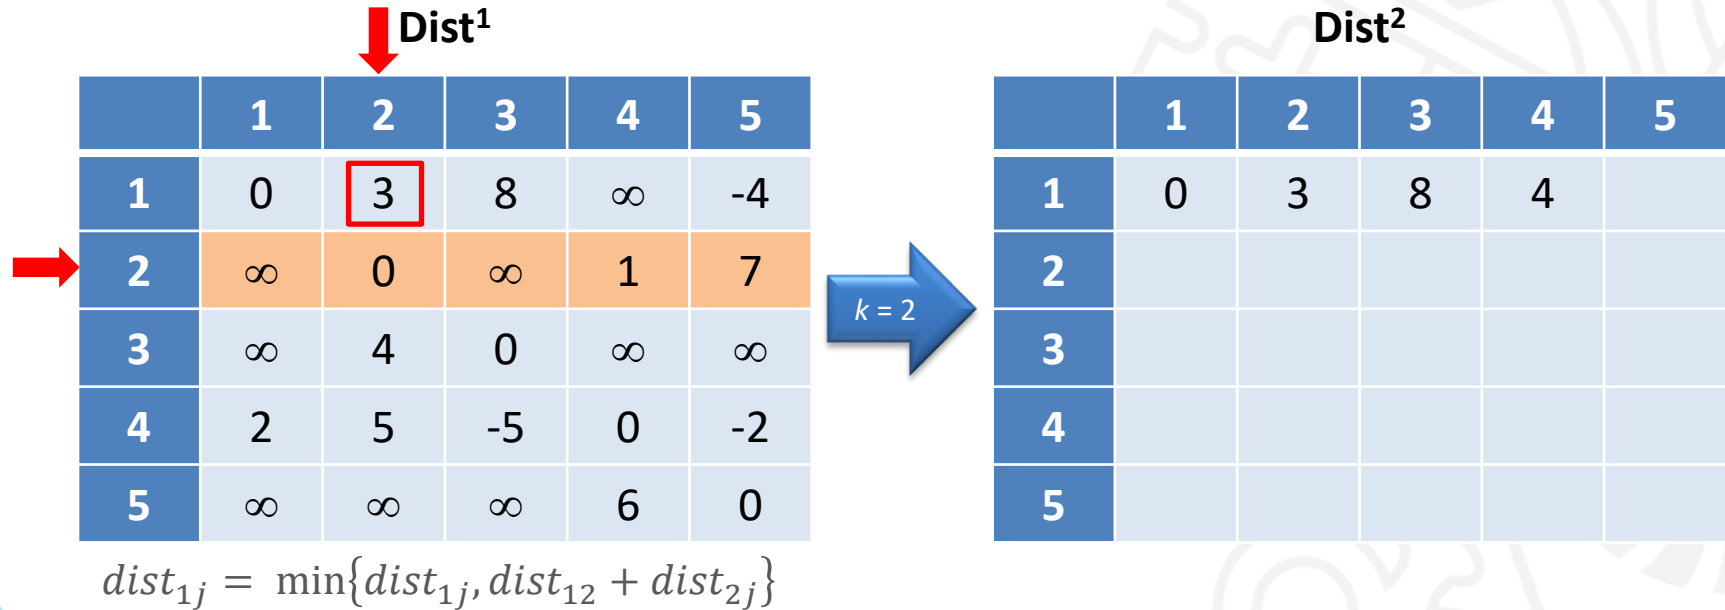 Dist¹ Dist²
1 2 3 4 5 1 2 3 4 5
1 0 3 8 ∞ -4 1 0 3 8 4
2 ∞ 0 ∞ 1 7 2
k = 2
3 ∞ 4 0 ∞ ∞ 3
4 2 5 -5 0 -2 4
5 ∞ ∞ ∞ 6 0 5
dist₁ⱼ = min{dist₁ⱼ, dist₁₂ + dist₂ⱼ}